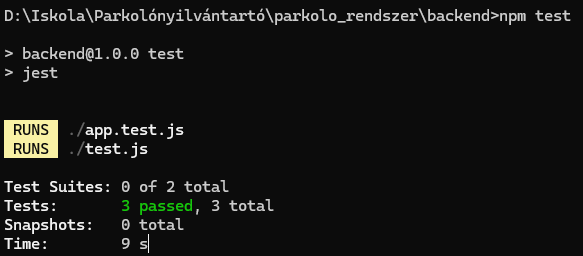 D:\Iskola\Parkolónyilvántartó\parkolo_rendszer\backend>npm test
> backend@1.0.0 test
> jest
RUNS ./app.test.js
RUNS ./test.js
Test Suites: 0 of 2 total
Tests: 3 passed, 3 total
Snapshots: 0 total
Time: 9 s